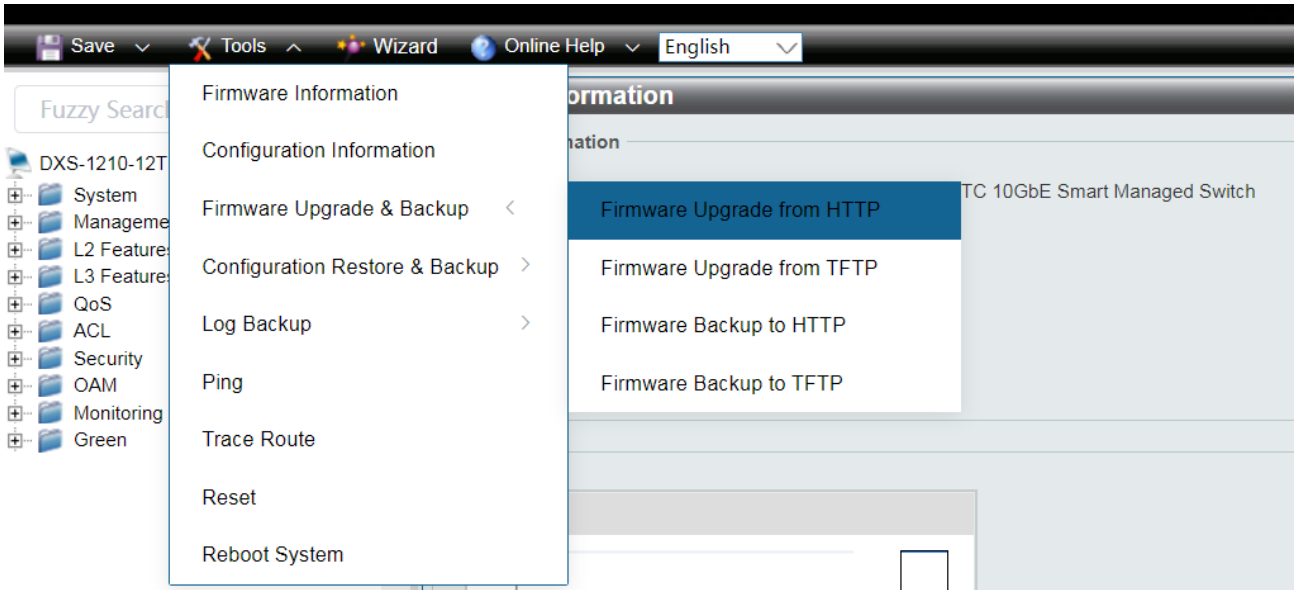 Save Tools Wizard Online Help English
Firmware Information
Configuration Information
Firmware Upgrade & Backup
Configuration Restore & Backup
Log Backup
Ping
Trace Route
Reset
Reboot System
Firmware Upgrade from HTTP
Firmware Upgrade from TFTP
Firmware Backup to HTTP
Firmware Backup to TFTP
Fuzzy Searc
DXS-1210-12T
System
Manageme
L2 Feature
L3 Feature
QoS
ACL
Security
OAM
Monitoring
Green
ormation
nation
TC 10GbE Smart Managed Switch